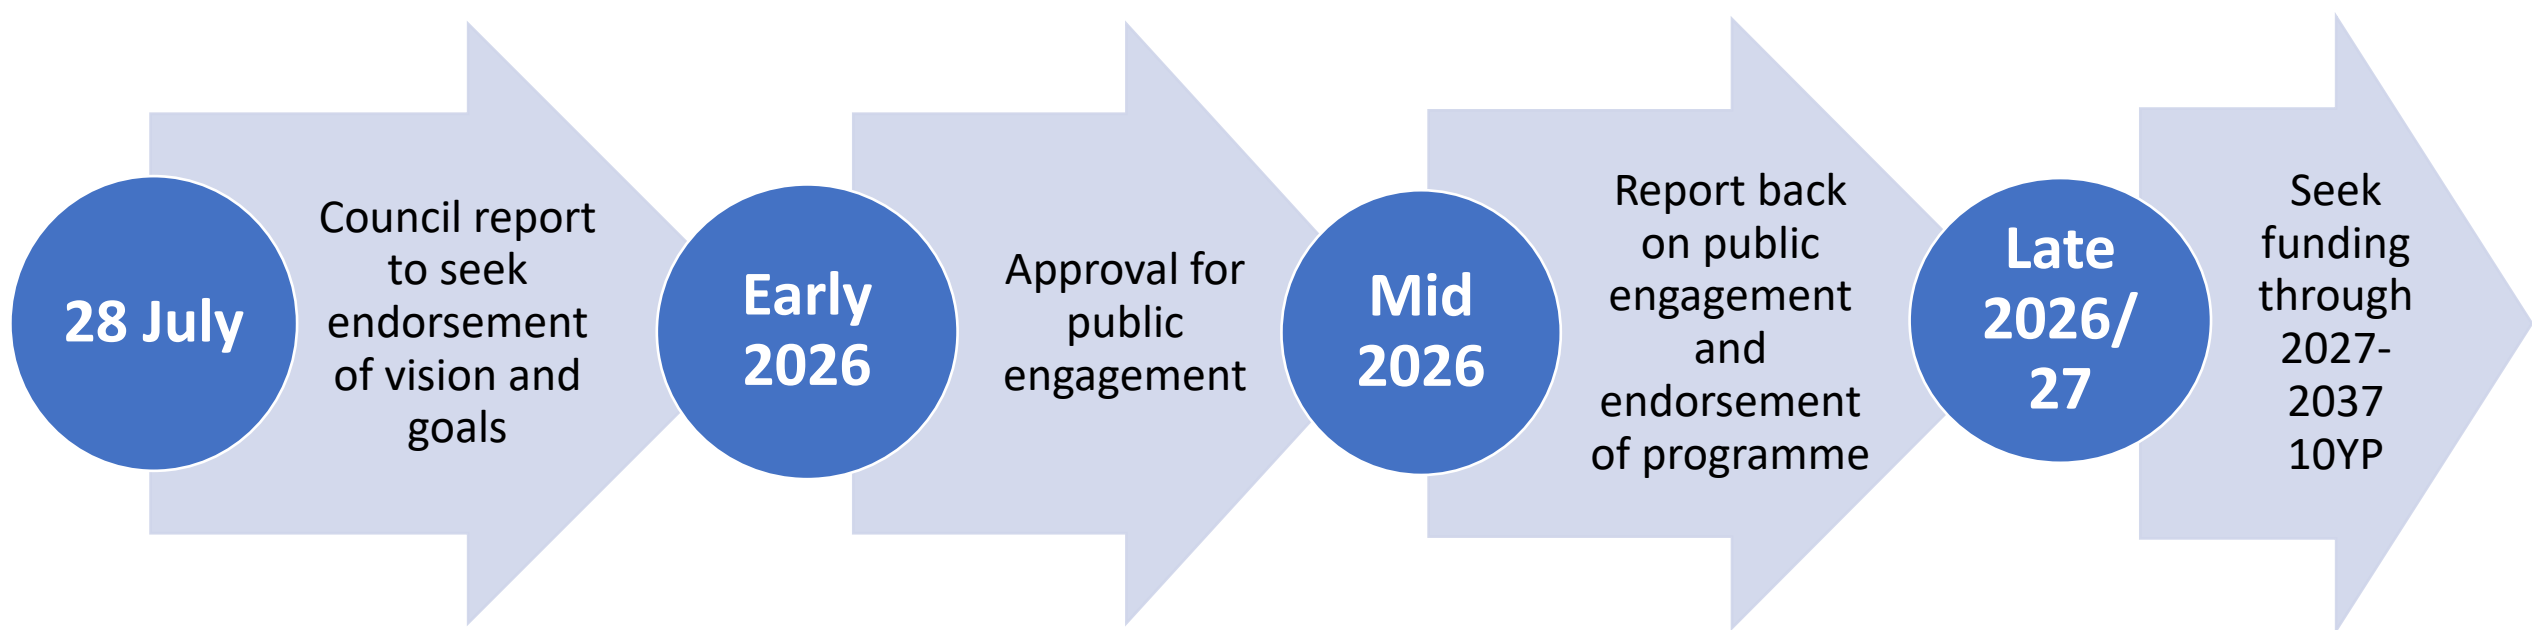 28 July
Council report
to seek
endorsement
of vision and
goals
Early
2026
Approval for
public
engagement
Mid
2026
Report back
on public
engagement
and
endorsement
of programme
Late
2026/
27
Seek
funding
through
2027-
2037
10YP